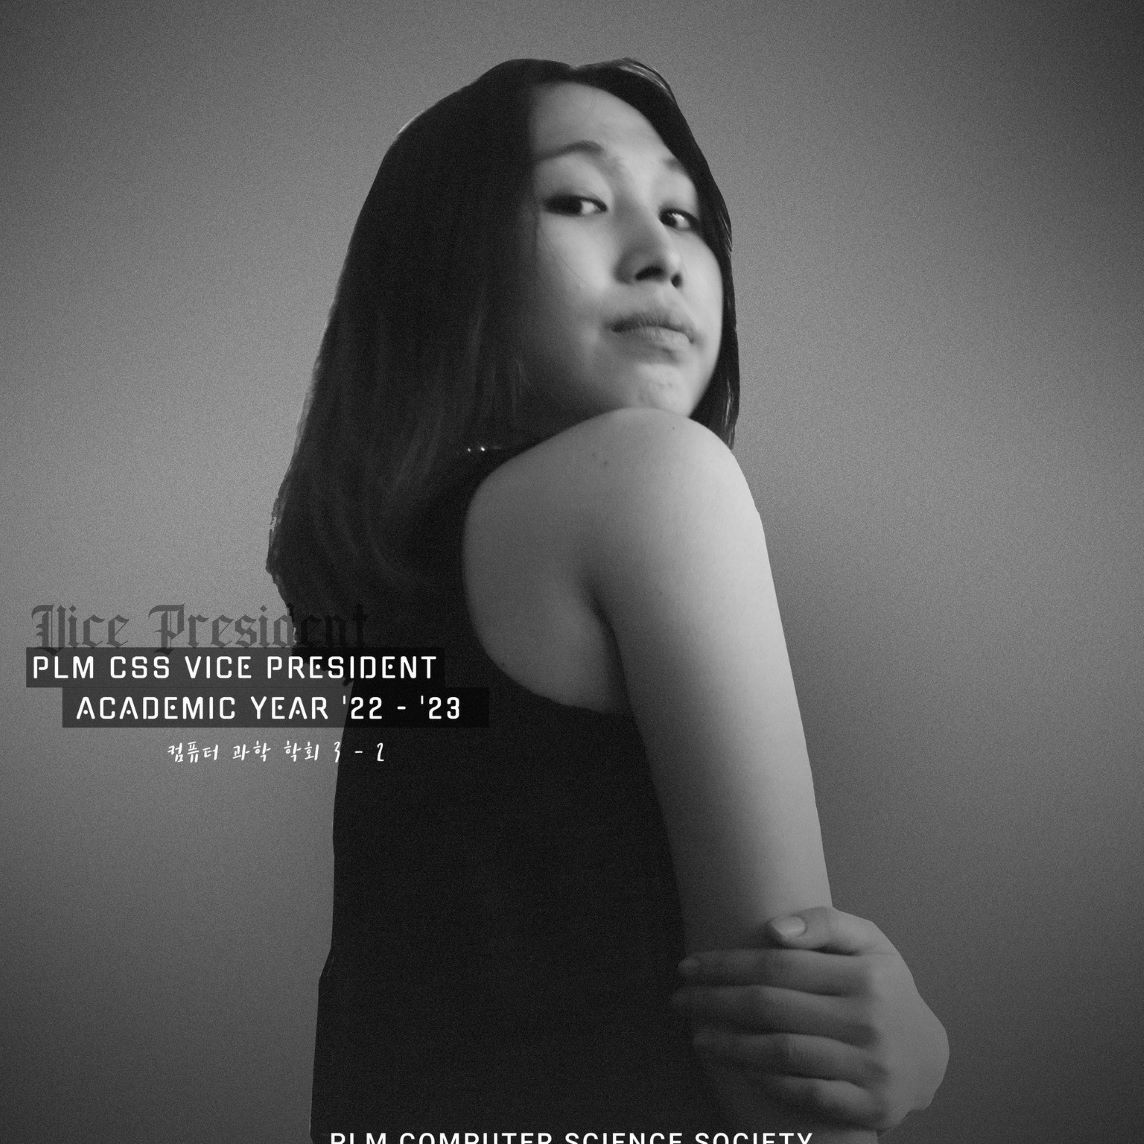 Vice President
PLM CSS VICE PRESIDENT
ACADEMIC YEAR '22 - '23
컴퓨터 과학 학회 3 - 2
PLM COMPUTER SCIENCE SOCIETY